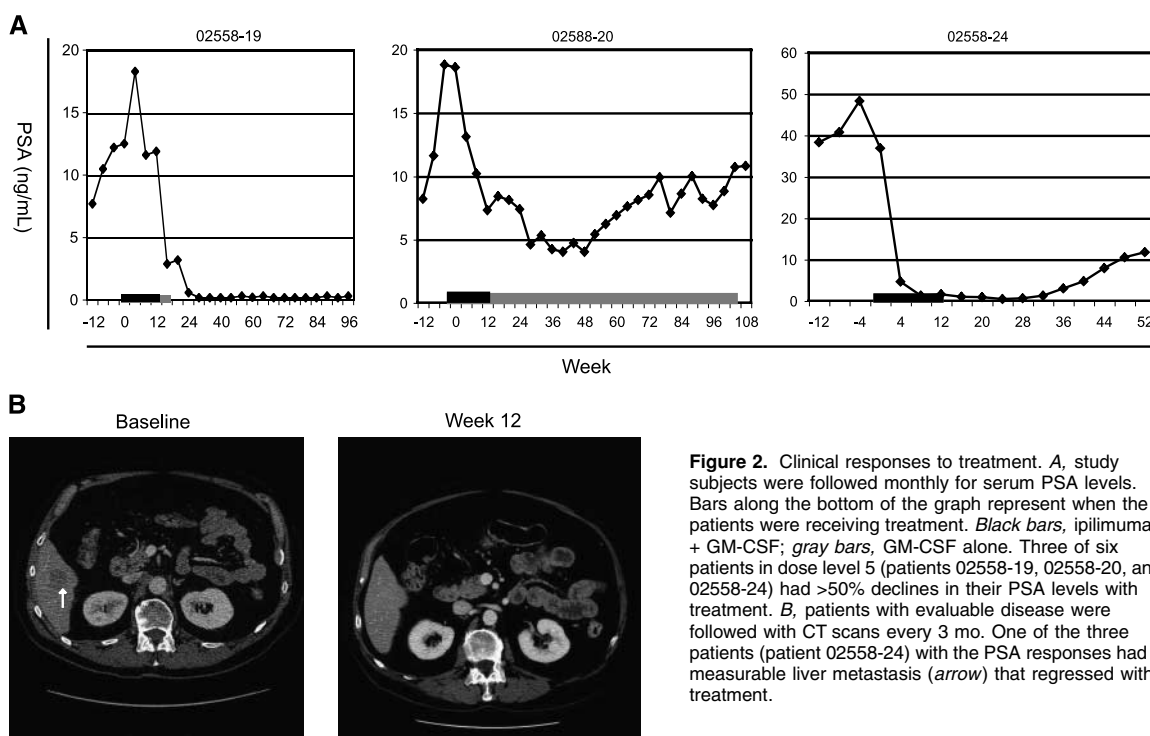 A
02558-19
02588-20
02558-24
PSA (ng/mL)
20
15
10
5
0
-12 0 12 24 36 48 60 72 84 96
20
15
10
5
0
-12 0 12 24 36 48 60 72 84 96 108
60
50
40
30
20
10
0
-12 -4 4 12 20 28 36 44 52
Week
B
Baseline
Week 12
Figure 2. Clinical responses to treatment. A, study
subjects were followed monthly for serum PSA levels.
Bars along the bottom of the graph represent when the
patients were receiving treatment. Black bars, ipilimuma
+ GM-CSF; gray bars, GM-CSF alone. Three of six
patients in dose level 5 (patients 02558-19, 02558-20, an
02558-24) had >50% declines in their PSA levels with
treatment. B, patients with evaluable disease were
followed with CT scans every 3 mo. One of the three
patients (patient 02558-24) with the PSA responses had
measurable liver metastasis (arrow) that regressed with
treatment.